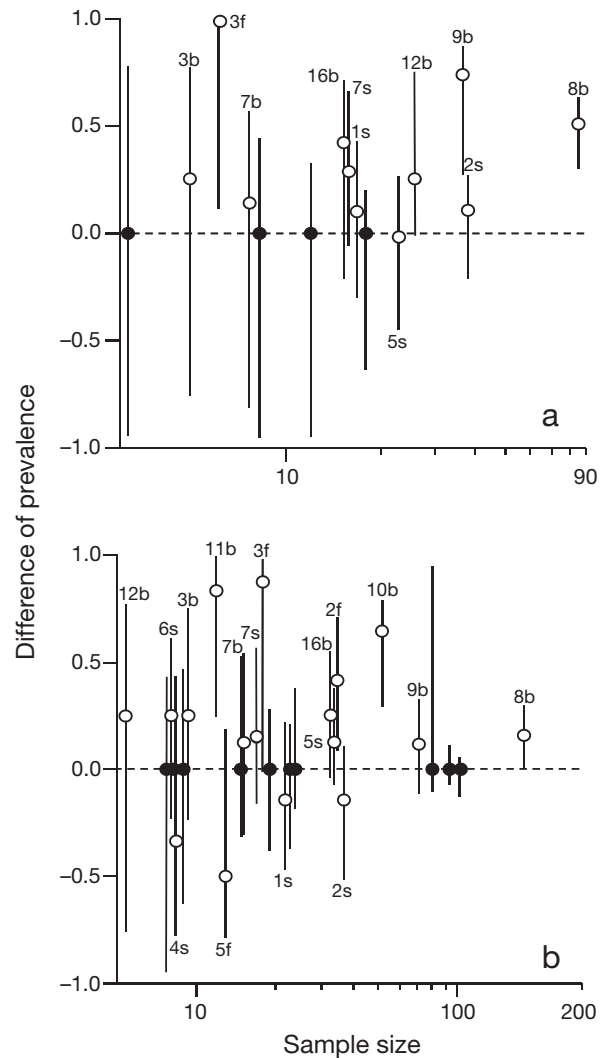 1.0
3f
9b
3b
12b
16b
7s
8b
7b
0.5
1s
2s
0.0
5s
−0.5
a
−1.0
10
90
Difference of prevalence
1.0
11b
3f
12b
3b
10b
2f
6s
7s
7b
16b
0.5
9b
8b
5s
0.0
−0.5
1s
2s
4s
5f
b
−1.0
10
100
200
Sample size